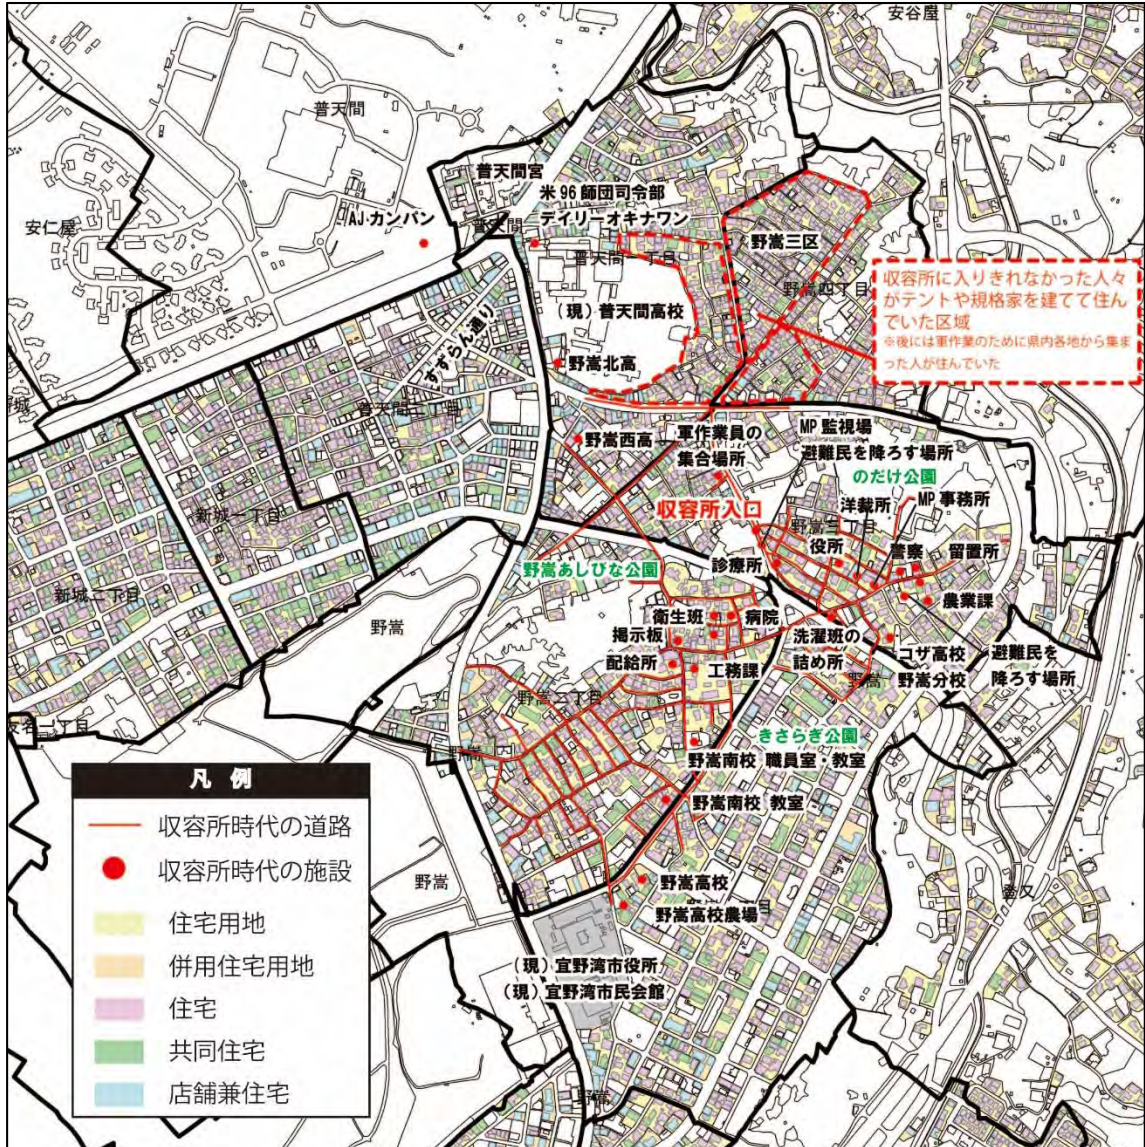 安谷屋
普天間
普天間宮
米96師団司令部
AJ カンパン
普天間
デイリーオキナワン
安仁屋
野嵩三区
普天間一丁目
野嵩四丁目
収容所に入りきれなかった人々
がテントや規格家を建てて住ん
でいた区域
※後には軍作業のために県内各地から集ま
った人が住んでいた
(現)普天間高校
すずらん通り
野嵩北高
普天間二丁目
野嵩西高
軍作業員の
集合場所
MP 監視場
避難民を降ろす場所
のだけ公園
MP 事務所
収容所入口
洋裁所
野嵩三丁目
新城一丁目
役所
警察
留置所
診療所
野嵩あしびな公園
新城二丁目
農業課
野嵩
衛生班
病院
掲示板
洗濯班の
詰め所
コザ高校
野嵩分校
避難民を
降ろす場所
配給所
工務課
野嵩
野嵩二丁目
きさらぎ公園
野嵩
野嵩南校 職員室・教室
野嵩南校 教室
野嵩
野嵩高校
野嵩高校農場
登又
(現)宜野湾市役所
(現)宜野湾市民会館
野嵩
凡例
収容所時代の道路
収容所時代の施設
住宅用地
併用住宅用地
住宅
共同住宅
店舗兼住宅